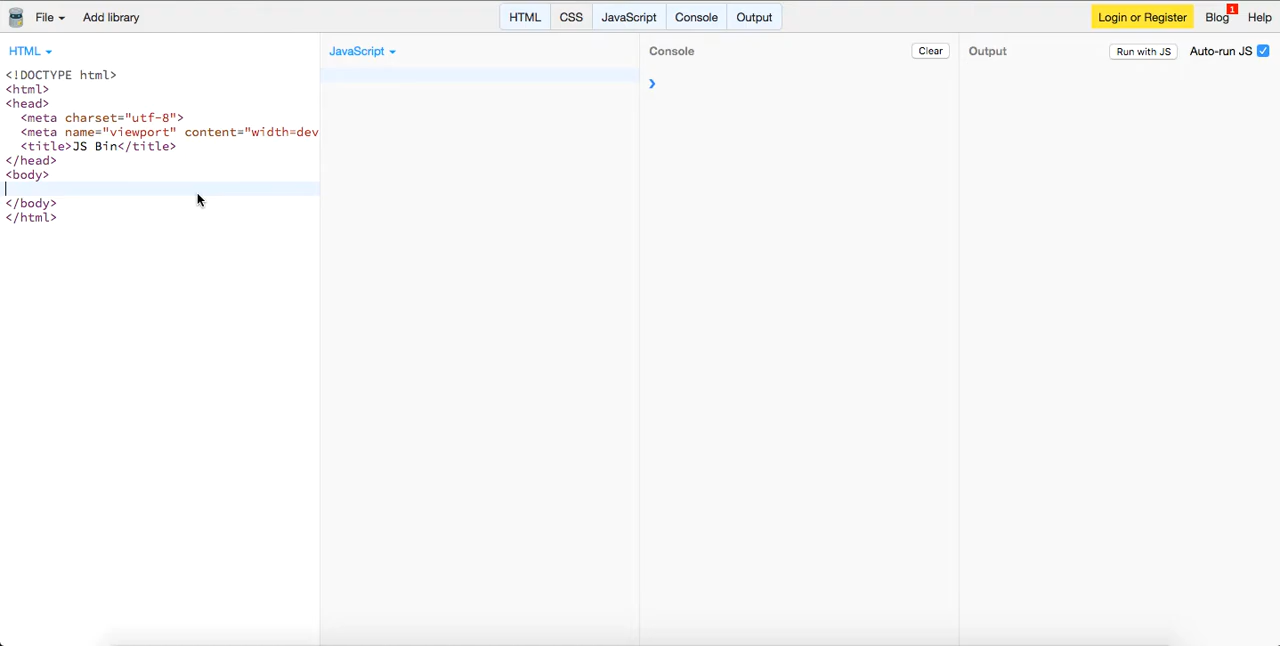 File Add library HTML CSS JavaScript Console Output Login or Register Blog 1 Help
HTML
<!DOCTYPE html>
<html>
<head>
<meta charset="utf-8">
<meta name="viewport" content="width=dev
<title>JS Bin</title>
</head>
<body>
</body>
</html>
JavaScript
Console Clear
Output Run with JS Auto-run JS